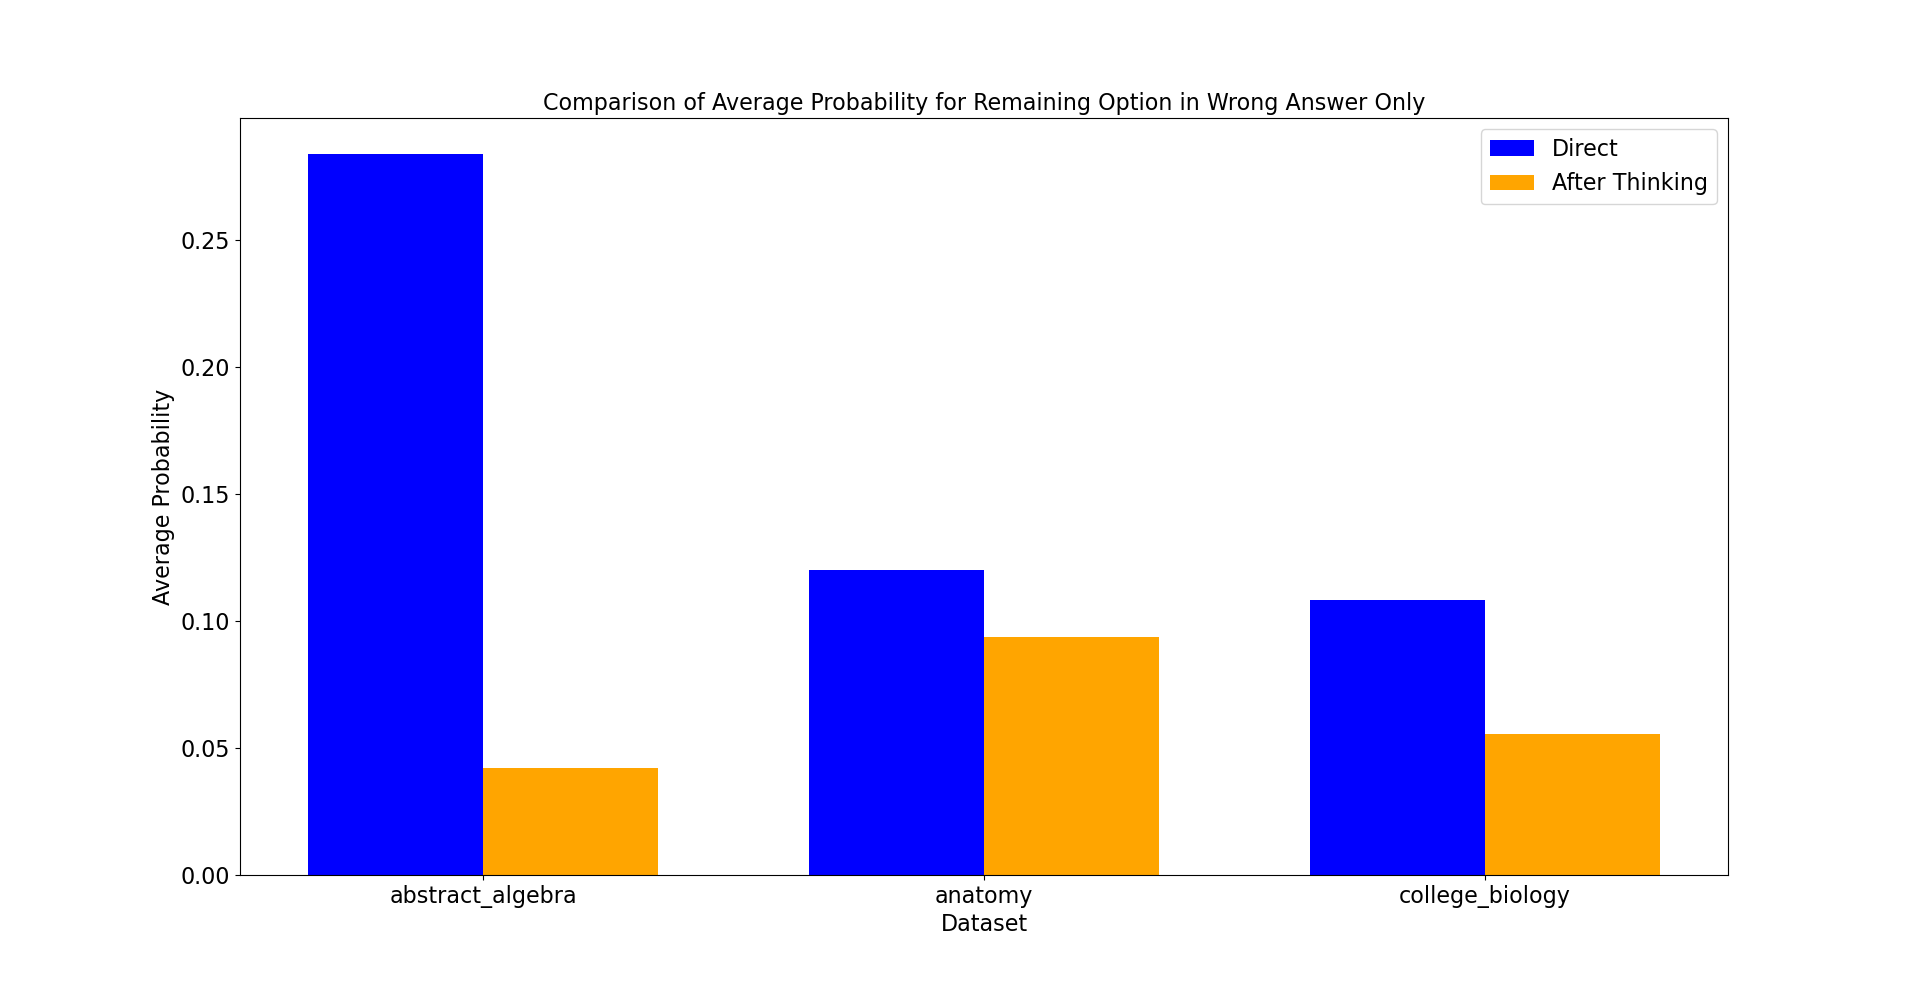 Comparison of Average Probability for Remaining Option in Wrong Answer Only
Direct
After Thinking
Average Probability
0.25
0.20
0.15
0.10
0.05
0.00
abstract_algebra
anatomy
college_biology
Dataset